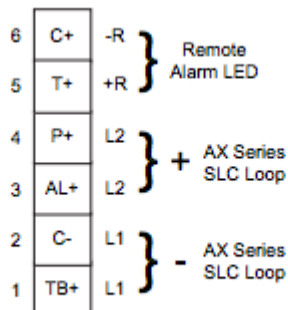 6 C+ -R
Remote
Alarm LED
5 T+ +R
4 P+ L2
+ AX Series
SLC Loop
3 AL+ L2
2 C- L1
- AX Series
SLC Loop
1 TB+ L1